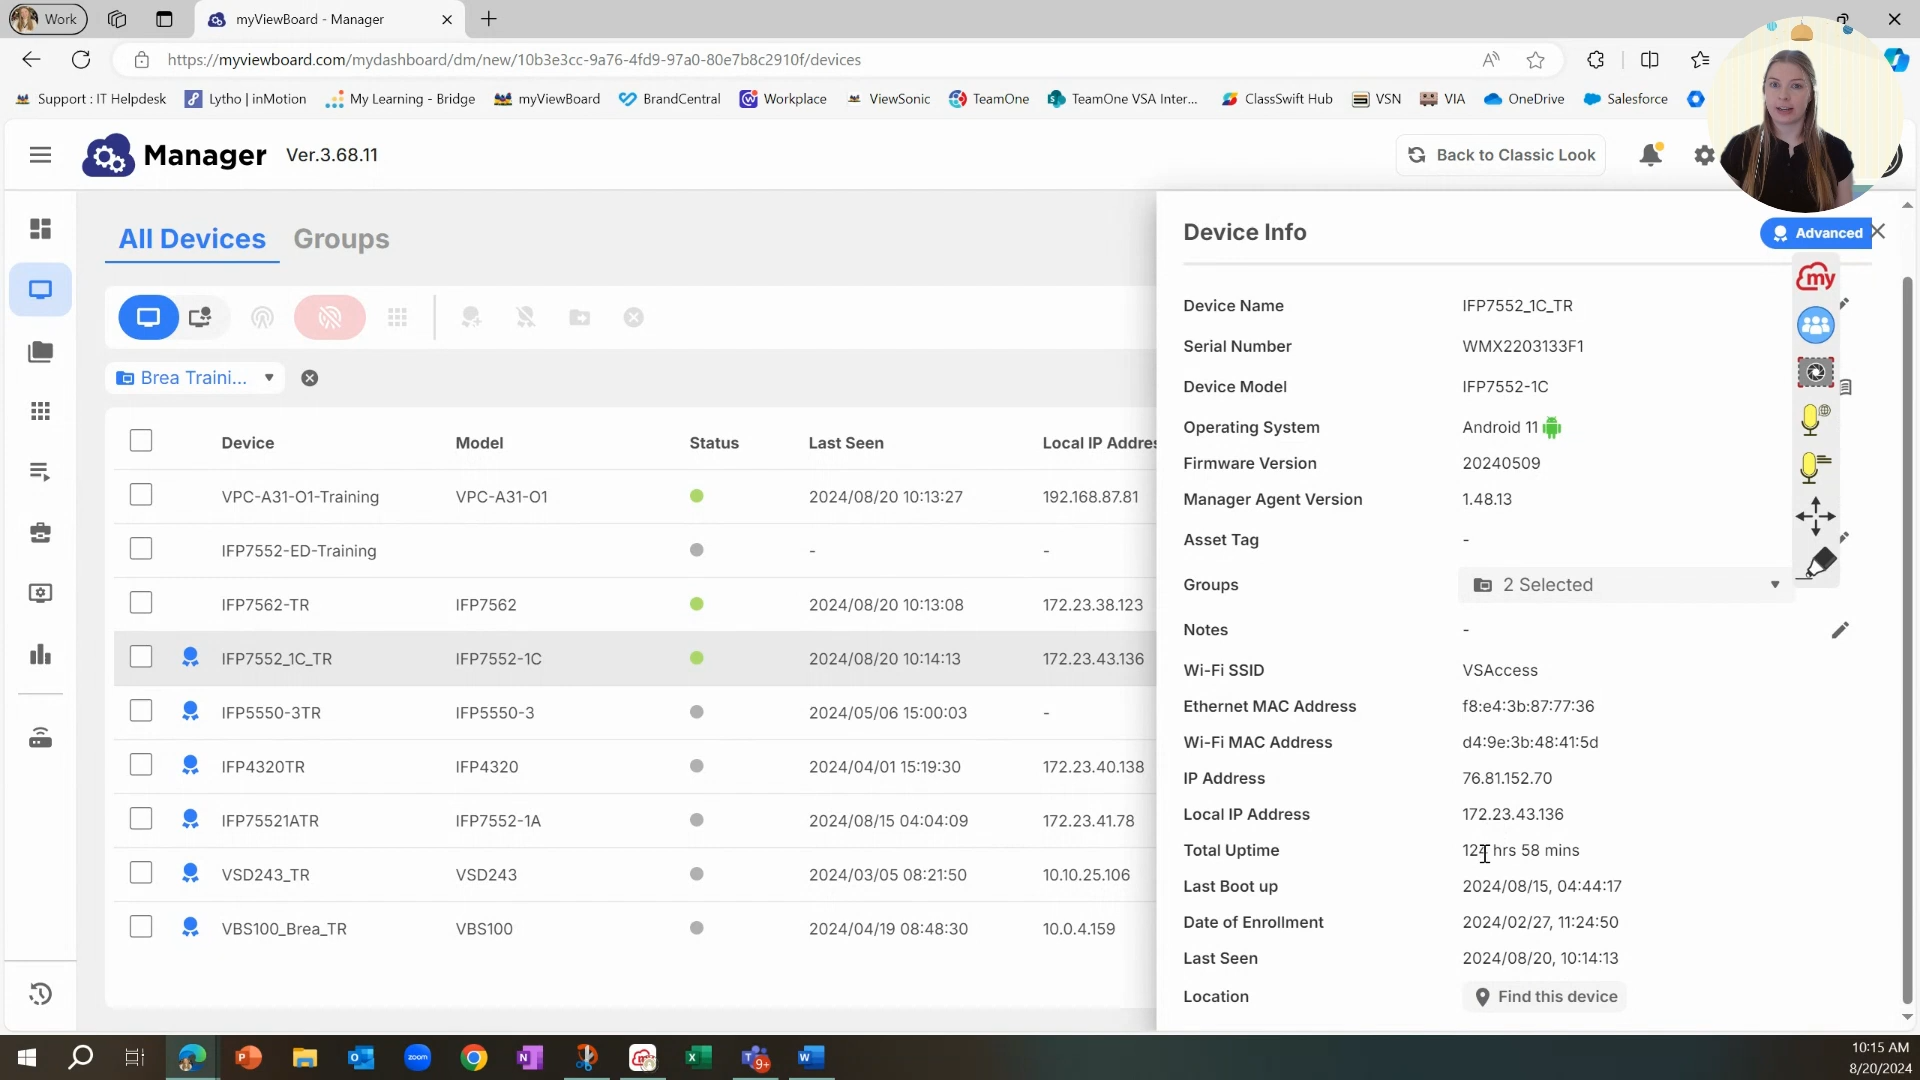 Work
myViewBoard - Manager
https://myviewboard.com/mydashboard/dm/new/10b3e3cc-9a76-4fd9-97a0-80e7b8c2910f/devices
Support : IT Helpdesk
Lytho | inMotion
My Learning - Bridge
myViewBoard
BrandCentral
Workplace
ViewSonic
TeamOne
TeamOne VSA Inter...
ClassSwift Hub
VSN
VIA
OneDrive
Salesforce
Manager Ver.3.68.11
Back to Classic Look
All Devices Groups
Brea Traini...
Device Model Status Last Seen Local IP Addres
VPC-A31-O1-Training VPC-A31-O1 2024/08/20 10:13:27 192.168.87.81
IFP7552-ED-Training - -
IFP7562-TR IFP7562 2024/08/20 10:13:08 172.23.38.123
IFP7552_1C_TR IFP7552-1C 2024/08/20 10:14:13 172.23.43.136
IFP5550-3TR IFP5550-3 2024/05/06 15:00:03 -
IFP4320TR IFP4320 2024/04/01 15:19:30 172.23.40.138
IFP75521ATR IFP7552-1A 2024/08/15 04:04:09 172.23.41.78
VSD243_TR VSD243 2024/03/05 08:21:50 10.10.25.106
VBS100_Brea_TR VBS100 2024/04/19 08:48:30 10.0.4.159
Device Info
Advanced
my
Device Name IFP7552_1C_TR
Serial Number WMX2203133F1
Device Model IFP7552-1C
Operating System Android 11
Firmware Version 20240509
Manager Agent Version 1.48.13
Asset Tag -
Groups 2 Selected
Notes -
Wi-Fi SSID VSAccess
Ethernet MAC Address f8:e4:3b:87:77:36
Wi-Fi MAC Address d4:9e:3b:48:41:5d
IP Address 76.81.152.70
Local IP Address 172.23.43.136
Total Uptime hrs 58 mins
Last Boot up 2024/08/15, 04:44:17
Date of Enrollment 2024/02/27, 11:24:50
Last Seen 2024/08/20, 10:14:13
Location Find this device
zoom
9+
10:15 AM
8/20/2024